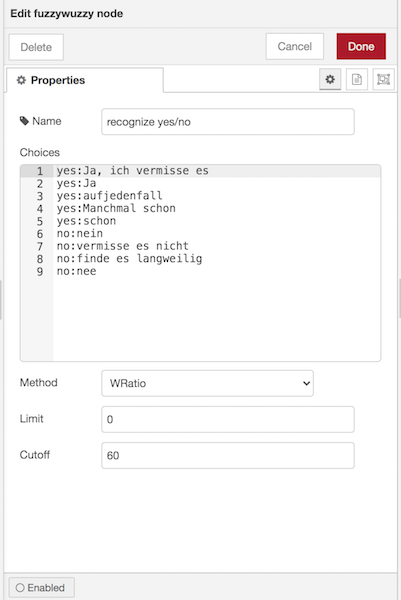 Edit fuzzywuzzy node
Delete
Cancel
Done
Properties
Name
recognize yes/no
Choices
1 yes:Ja, ich vermisse es
2 yes:Ja
3 yes:aufjedenfall
4 yes:Manchmal schon
5 yes:schon
6 no:nein
7 no:vermisse es nicht
8 no:finde es langweilig
9 no:nee
Method
WRatio
Limit
0
Cutoff
60
Enabled